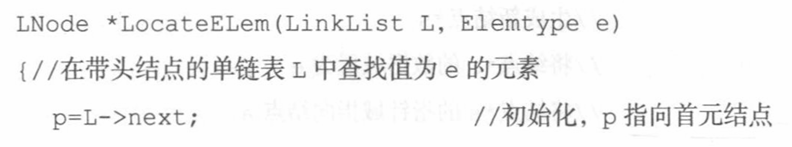 LNode *LocateELem(LinkList L, Elemtype e)
{//在带头结点的单链表L中查找值为e的元素
p=L->next; //初始化，p指向首元结点